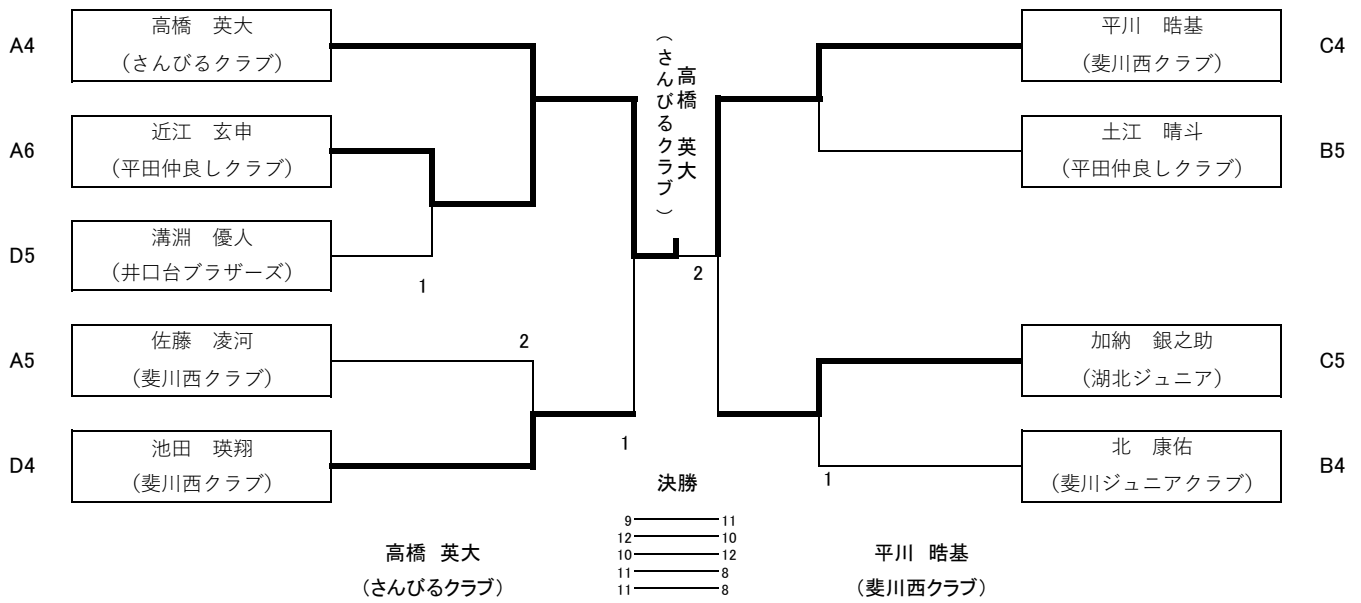 A4
高橋　英大
(さんびるクラブ)
A6
近江　玄申
(平田仲良しクラブ)
D5
溝淵　優人
(井口台ブラザーズ)
1
A5
佐藤　凌河
(斐川西クラブ)
2
D4
池田　瑛翔
(斐川西クラブ)
1
高橋　英大
(さんびるクラブ)
2
平川　晧基
(斐川西クラブ)
C4
土江　晴斗
(平田仲良しクラブ)
B5
加納　銀之助
(湖北ジュニア)
C5
北　康佑
(斐川ジュニアクラブ)
B4
1
決勝
9 11
12 10
10 12
11 8
11 8
高橋　英大
(さんびるクラブ)
平川　晧基
(斐川西クラブ)